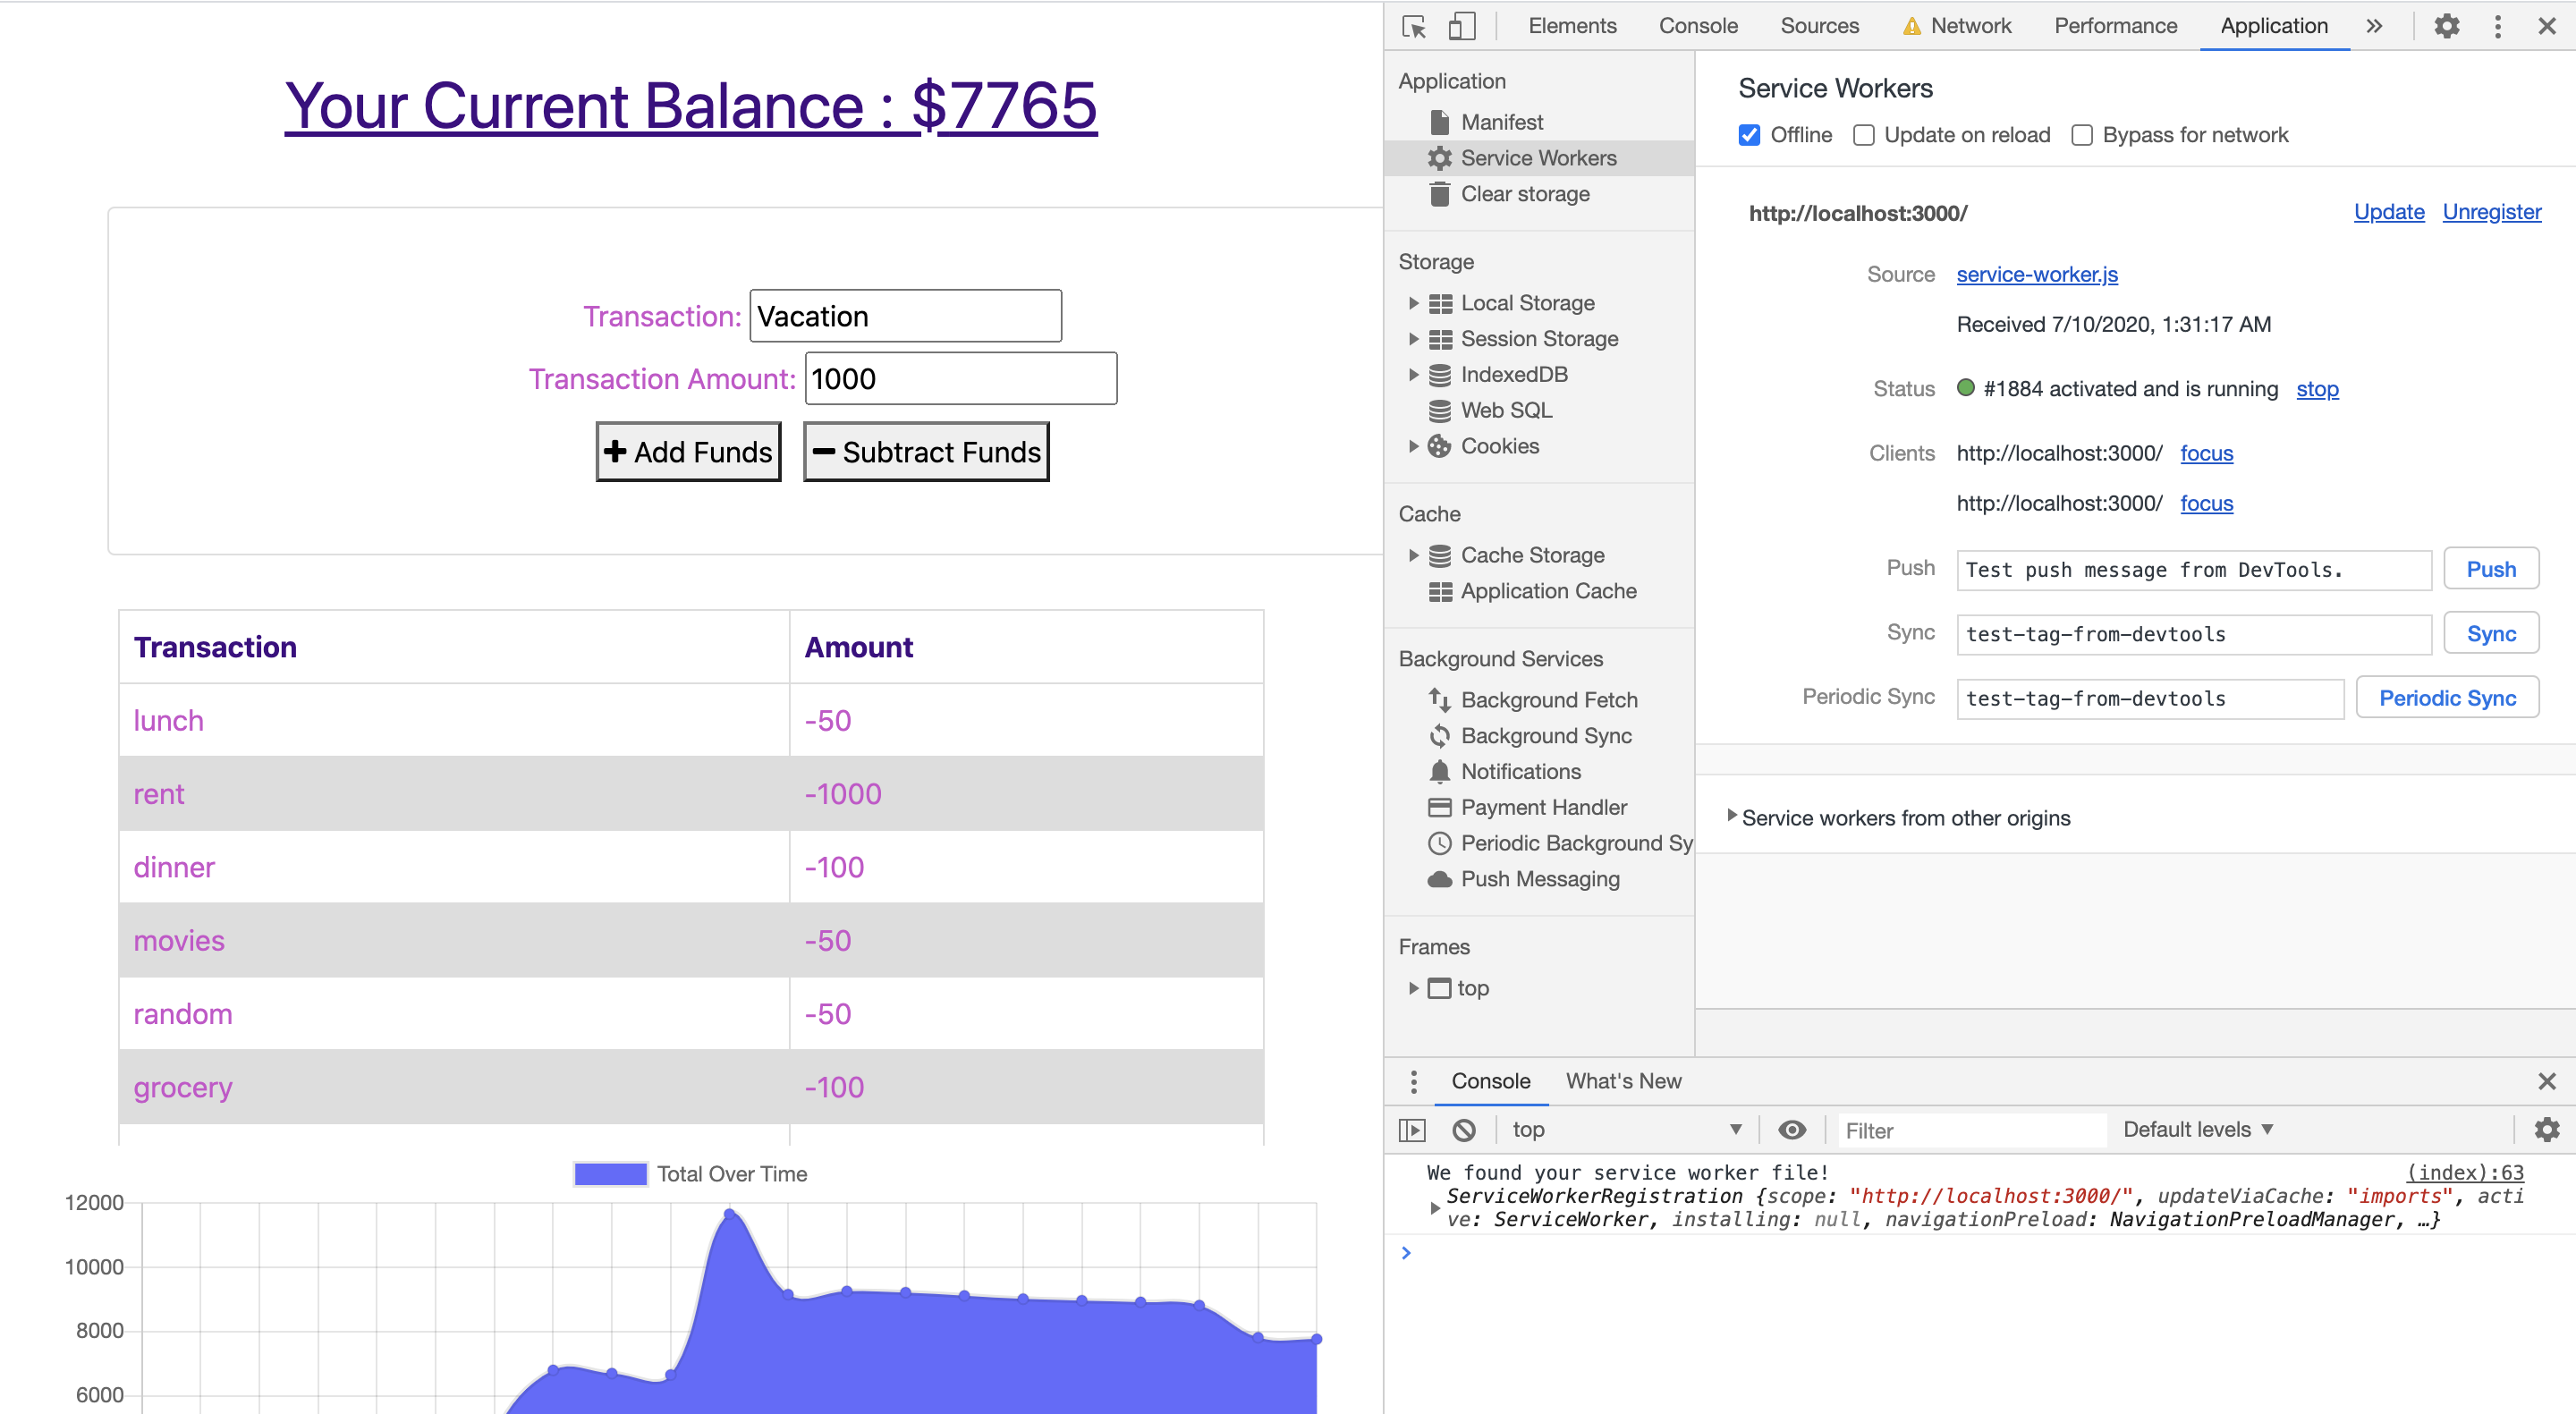 Your Current Balance : $7765
Transaction: Vacation
Transaction Amount: 1000
Add Funds Subtract Funds
Transaction Amount
lunch -50
rent -1000
dinner -100
movies -50
random -50
grocery -100
Total Over Time
12000
10000
8000
6000
Elements Console Sources Network Performance Application
Application
Manifest
Service Workers
Clear storage
Storage
Local Storage
Session Storage
IndexedDB
Web SQL
Cookies
Cache
Cache Storage
Application Cache
Background Services
Background Fetch
Background Sync
Notifications
Payment Handler
Periodic Background Sy
Push Messaging
Frames
top
Service Workers
Offline Update on reload Bypass for network
http://localhost:3000/ Update Unregister
Source service-worker.js
Received 7/10/2020, 1:31:17 AM
Status #1884 activated and is running stop
Clients http://localhost:3000/ focus
http://localhost:3000/ focus
Push Test push message from DevTools. Push
Sync test-tag-from-devtools Sync
Periodic Sync test-tag-from-devtools Periodic Sync
Service workers from other origins
Console What's New
top Filter Default levels
We found your service worker file! (index):63
ServiceWorkerRegistration {scope: "http://localhost:3000/", updateViaCache: "imports", acti
ve: ServiceWorker, installing: null, navigationPreload: NavigationPreloadManager, …}